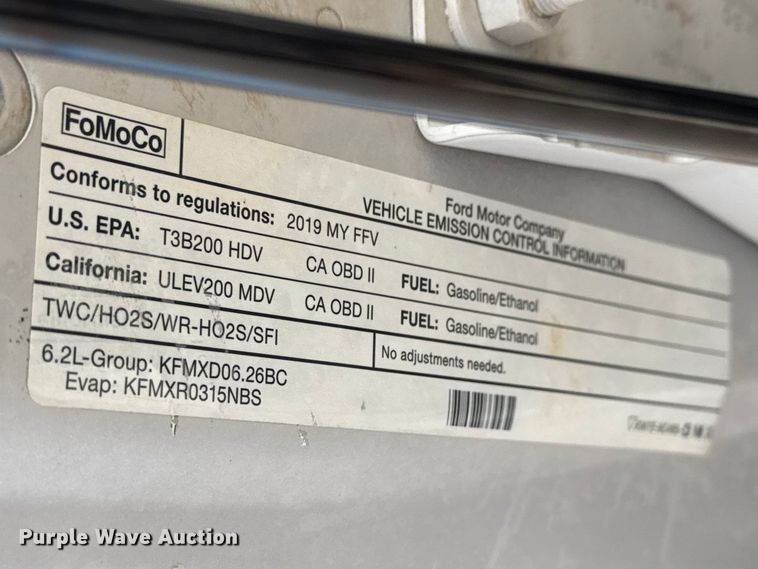 FoMoCo
Ford Motor Company
VEHICLE EMISSION CONTROL INFORMATION
Conforms to regulations: 2019 MY FFV
U.S. EPA: T3B200 HDV CA OBD II FUEL: Gasoline/Ethanol
California: ULEV200 MDV CA OBD II FUEL: Gasoline/Ethanol
TWC/HO2S/WR-HO2S/SFI
No adjustments needed.
6.2L-Group: KFMXD06.26BC
Evap: KFMXR0315NBS
Purple Wave Auction